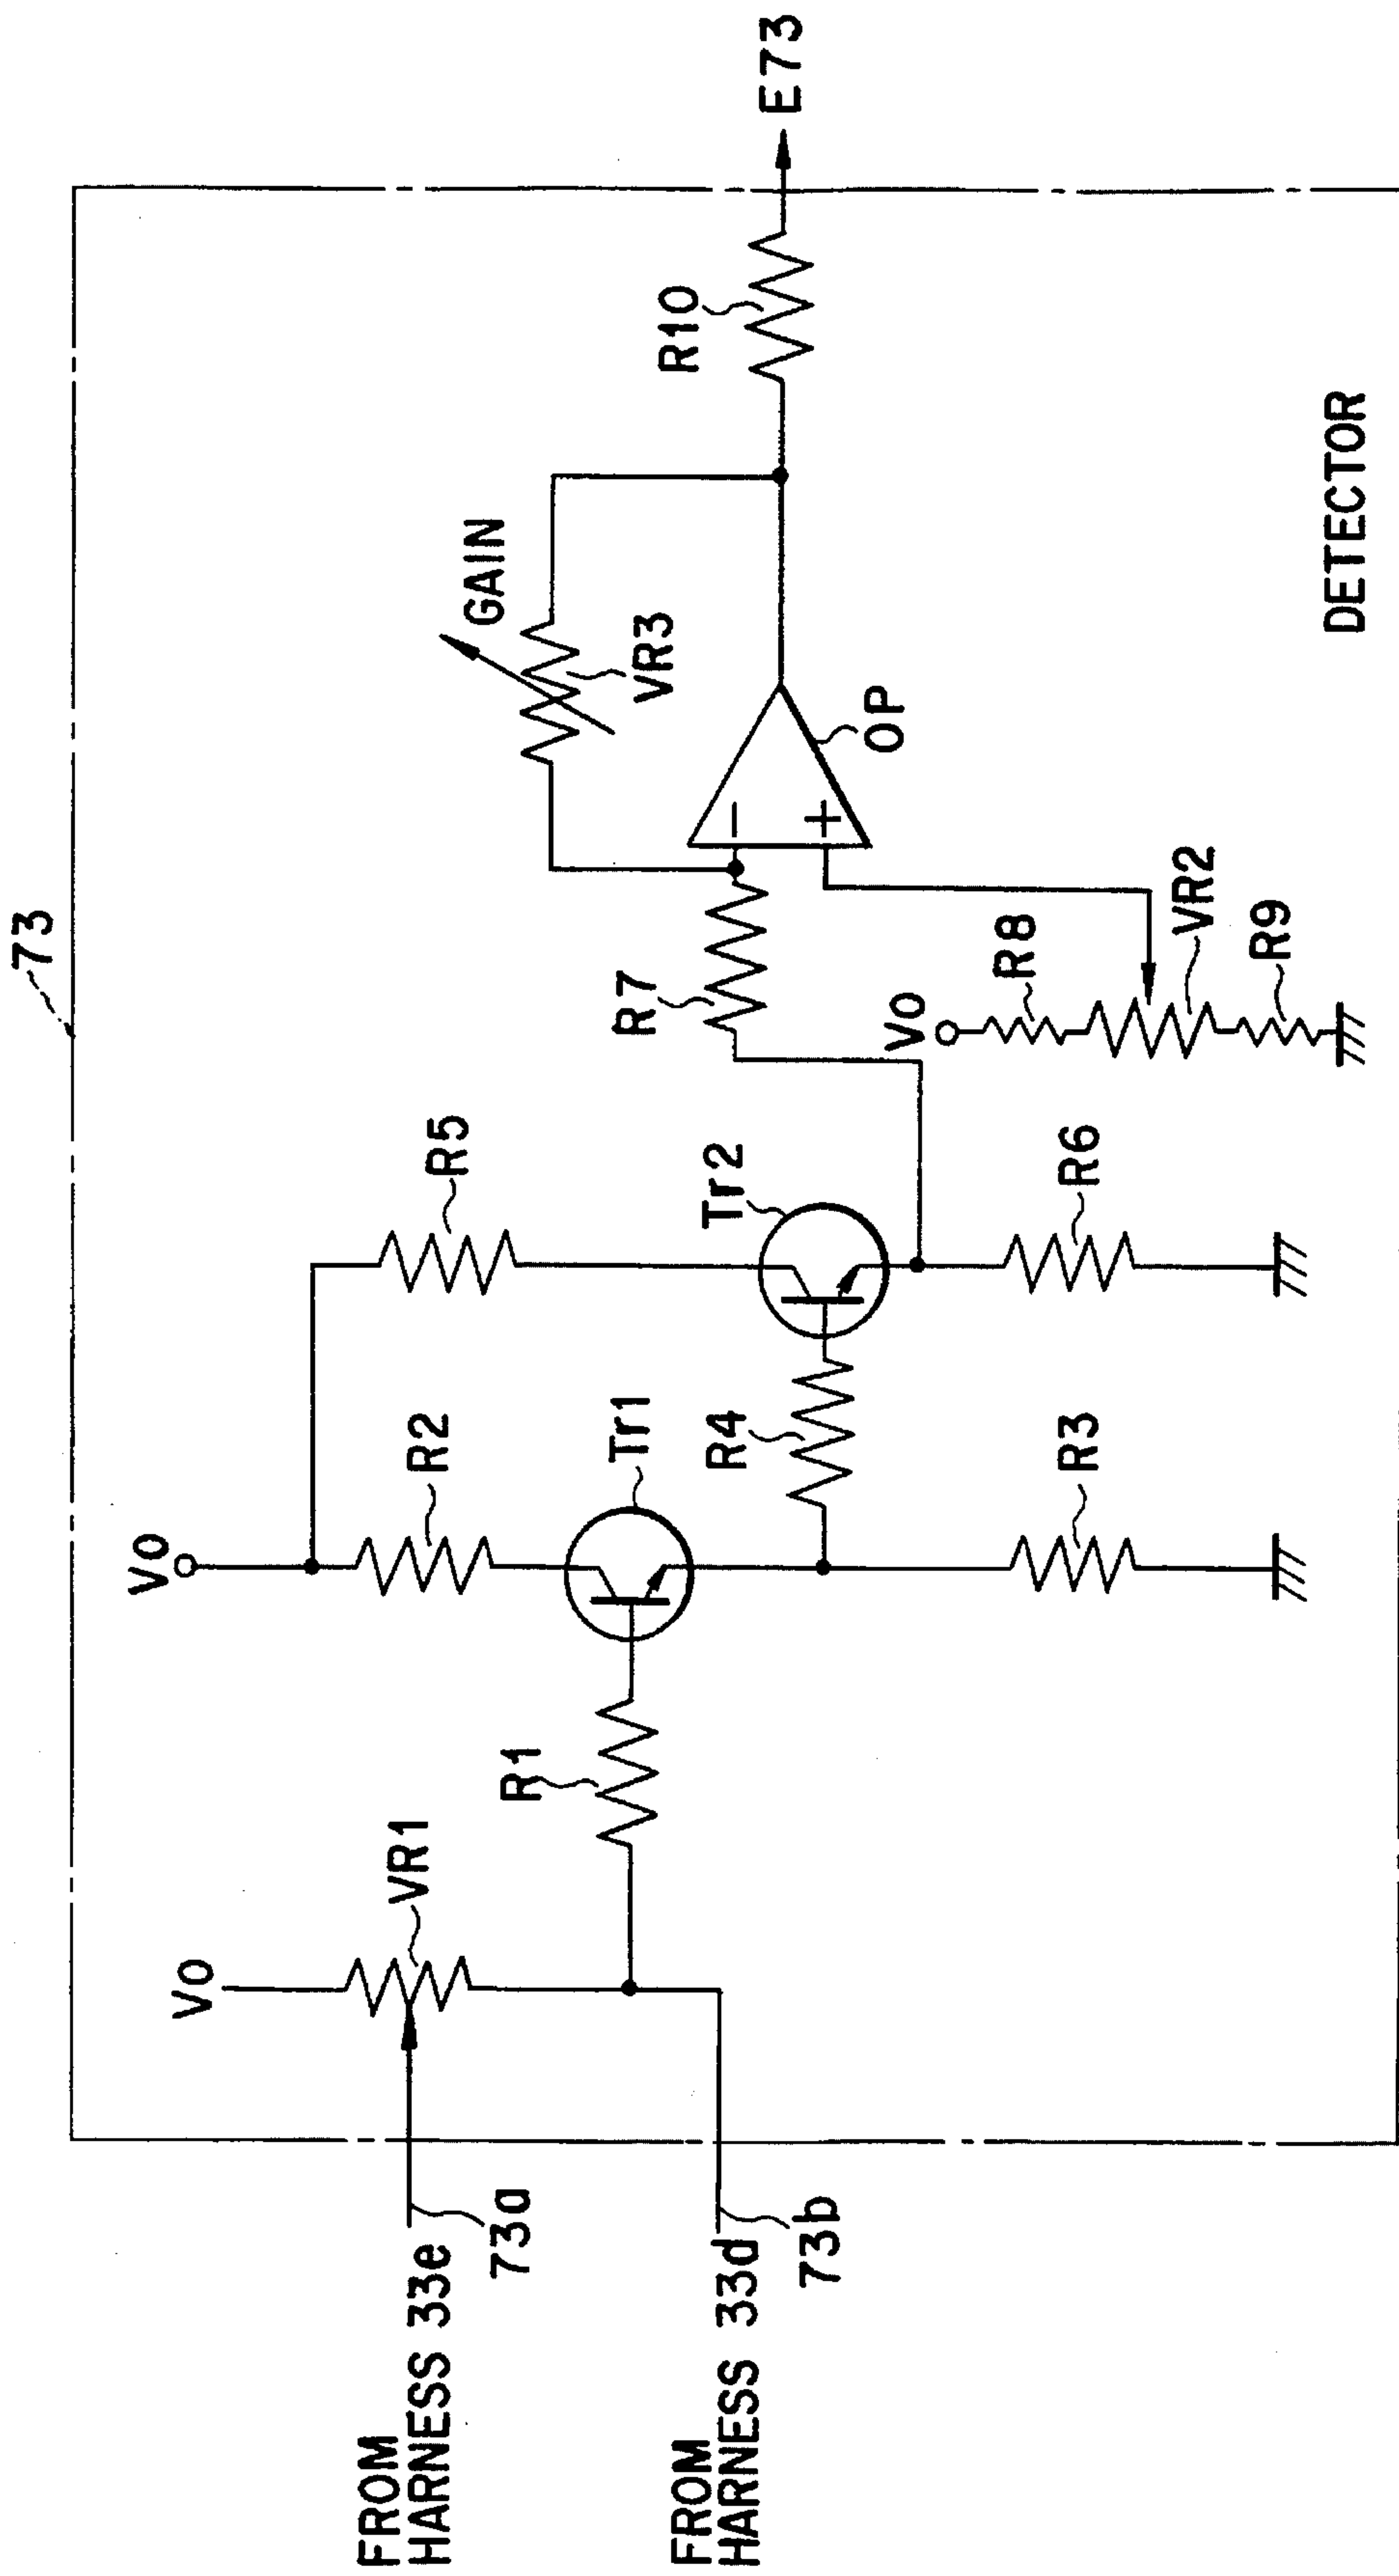 73
Vo
VR1
R1
Vo
R2
Tr1
R3
R4
R5
Tr2
R6
R7
Vo
R8
VR2
R9
OP
GAIN
VR3
R10
E73
FROM
HARNESS 33e
73a
FROM
HARNESS 33d
73b
DETECTOR